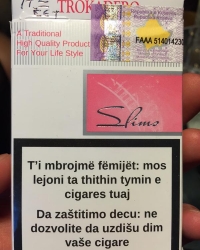 TROKADERO
A Traditional
High Quality Product
For Your Life Style
FAAA 51401423
Slims
T'i mbrojmë fëmijët: mos
lejoni ta thithin tymin e
cigares tuaj
Da zaštitimo decu: ne
dozvolite da uzdišu dim
vaše cigare